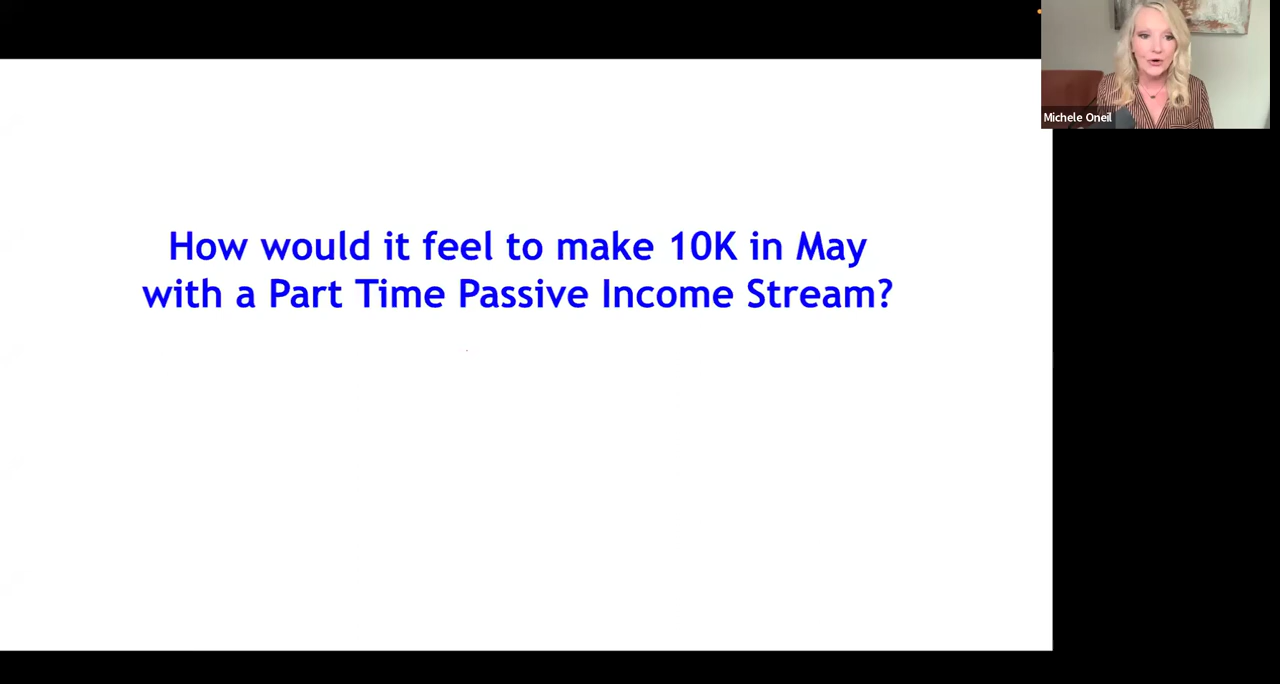 Michele Oneil
How would it feel to make 10K in May
with a Part Time Passive Income Stream?